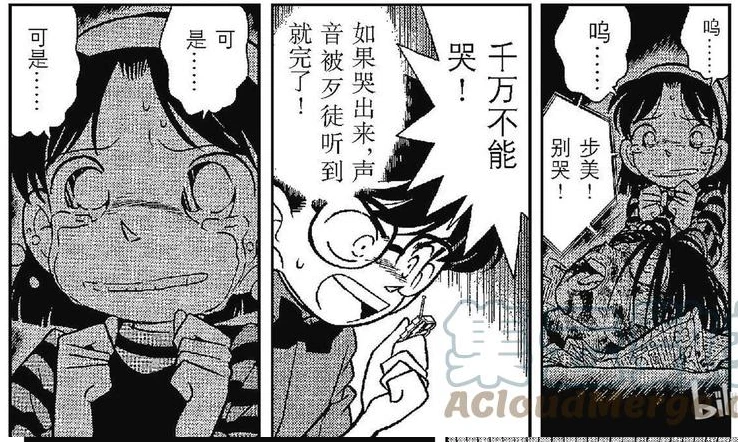 呜……
呜……
步美！
别哭！
千万不能
哭！
如果哭出来，声
音被歹徒听到
就完了！
可
是……
可是……
ACloudMerge